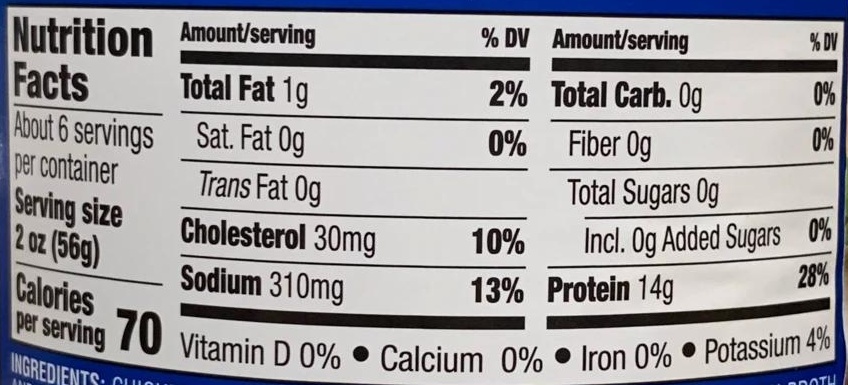 Nutrition
Facts
About 6 servings
per container
Serving size
2 oz (56g)
Calories
per serving 70
Amount/serving % DV
Total Fat 1g 2%
Sat. Fat 0g 0%
Trans Fat 0g
Cholesterol 30mg 10%
Sodium 310mg 13%
Amount/serving % DV
Total Carb. 0g 0%
Fiber 0g 0%
Total Sugars 0g
Incl. 0g Added Sugars 0%
Protein 14g 28%
Vitamin D 0% • Calcium 0% • Iron 0% • Potassium 4%
INGREDIENTS: